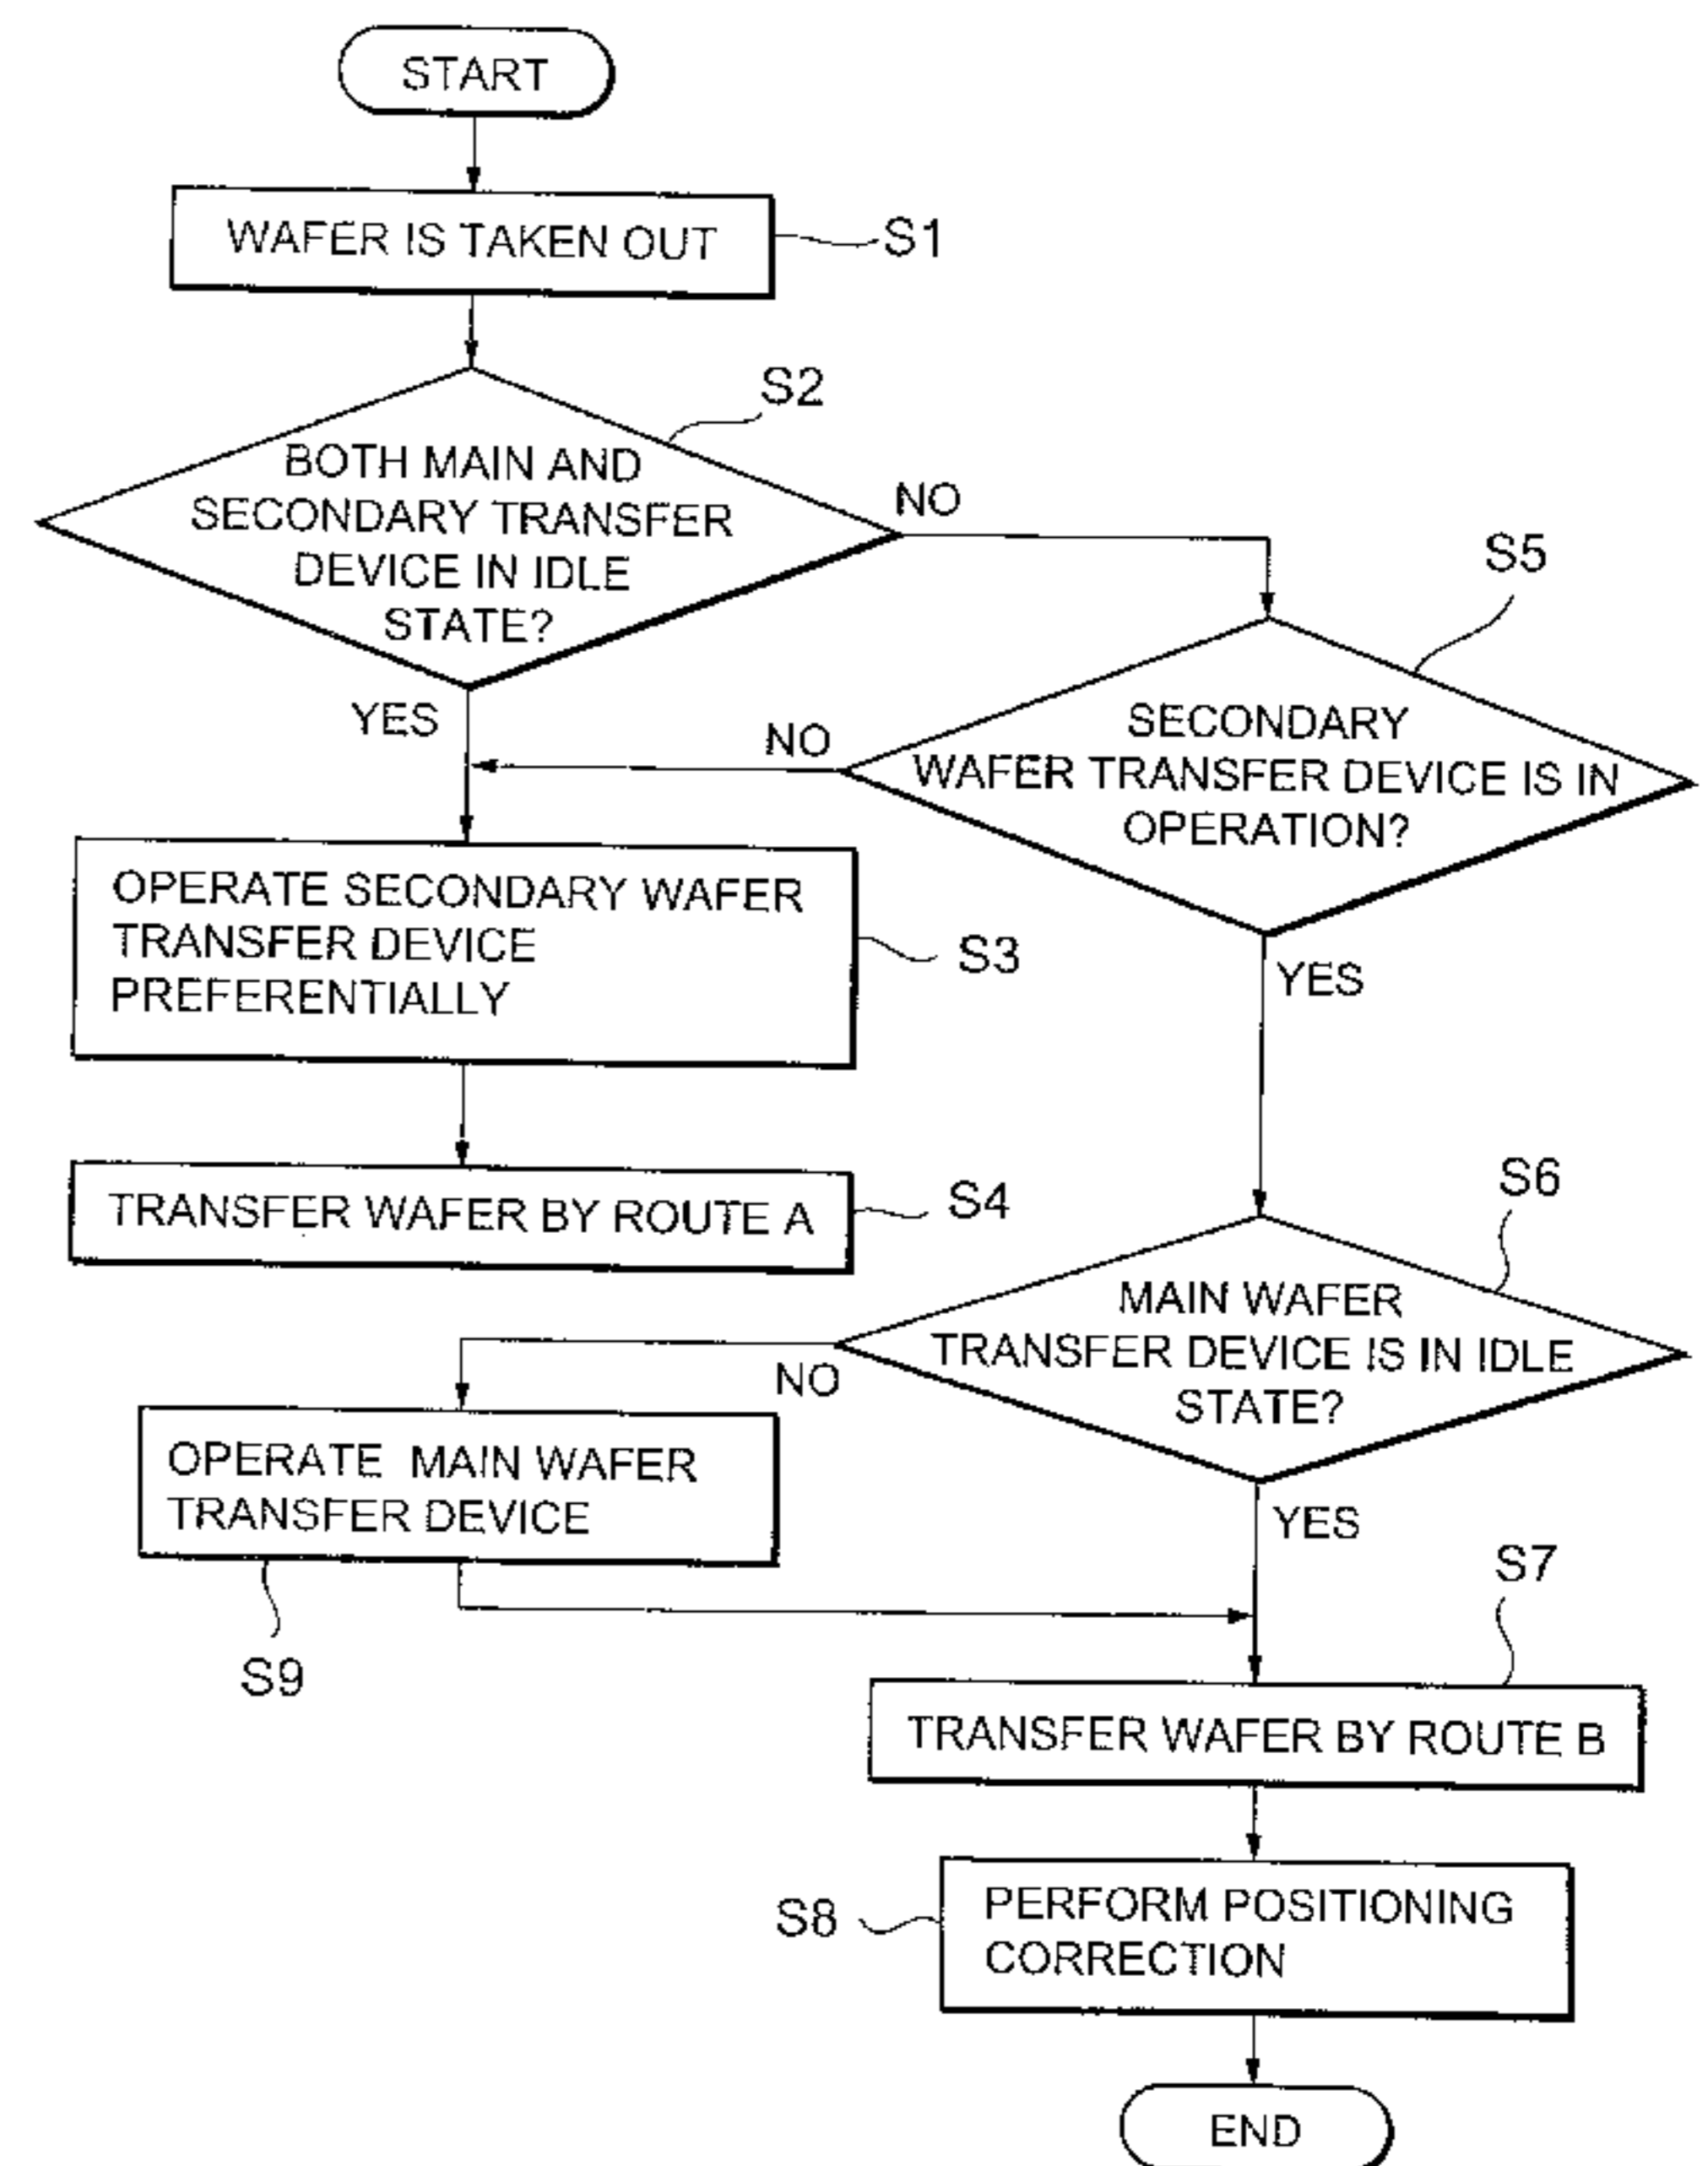 START
WAFER IS TAKEN OUT
S1
S2
BOTH MAIN AND
SECONDARY TRANSFER
DEVICE IN IDLE
STATE?
NO
YES
S5
SECONDARY
WAFER TRANSFER DEVICE IS IN
OPERATION?
NO
YES
OPERATE SECONDARY WAFER
TRANSFER DEVICE
PREFERENTIALLY
S3
TRANSFER WAFER BY ROUTE A
S4
S6
MAIN WAFER
TRANSFER DEVICE IS IN IDLE
STATE?
NO
YES
OPERATE MAIN WAFER
TRANSFER DEVICE
S9
S7
TRANSFER WAFER BY ROUTE B
S8
PERFORM POSITIONING
CORRECTION
END